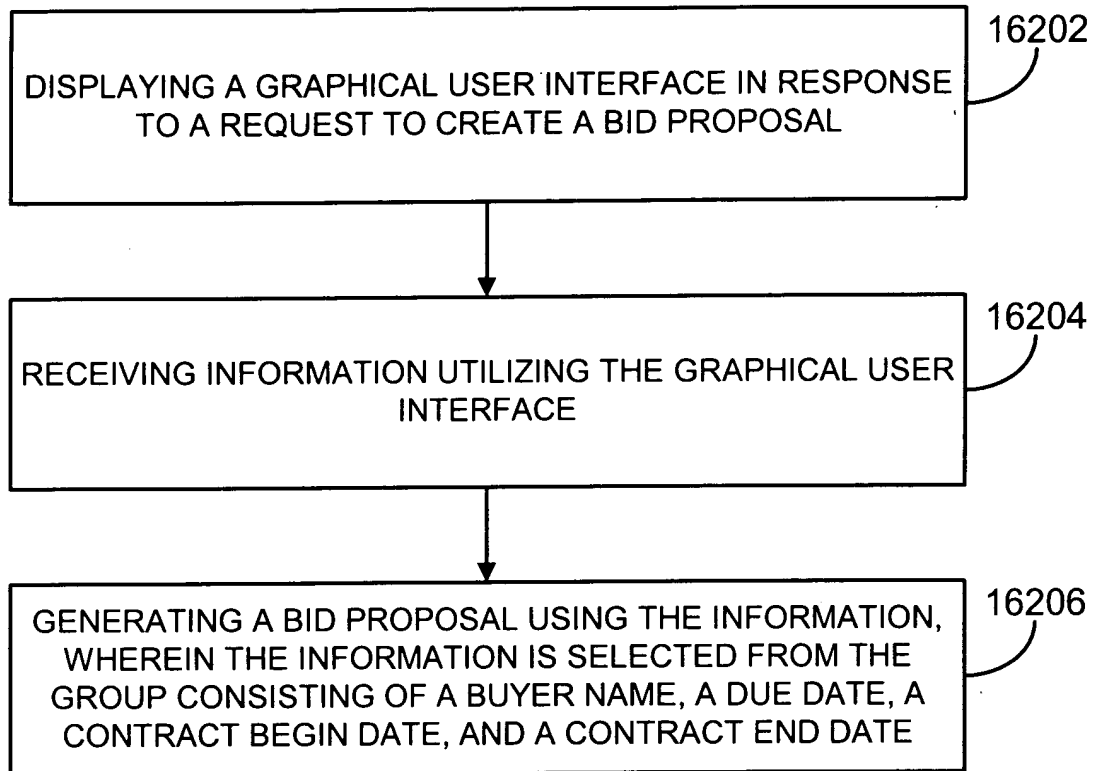 16202
DISPLAYING A GRAPHICAL USER INTERFACE IN RESPONSE
TO A REQUEST TO CREATE A BID PROPOSAL
16204
RECEIVING INFORMATION UTILIZING THE GRAPHICAL USER
INTERFACE
16206
GENERATING A BID PROPOSAL USING THE INFORMATION,
WHEREIN THE INFORMATION IS SELECTED FROM THE
GROUP CONSISTING OF A BUYER NAME, A DUE DATE, A
CONTRACT BEGIN DATE, AND A CONTRACT END DATE